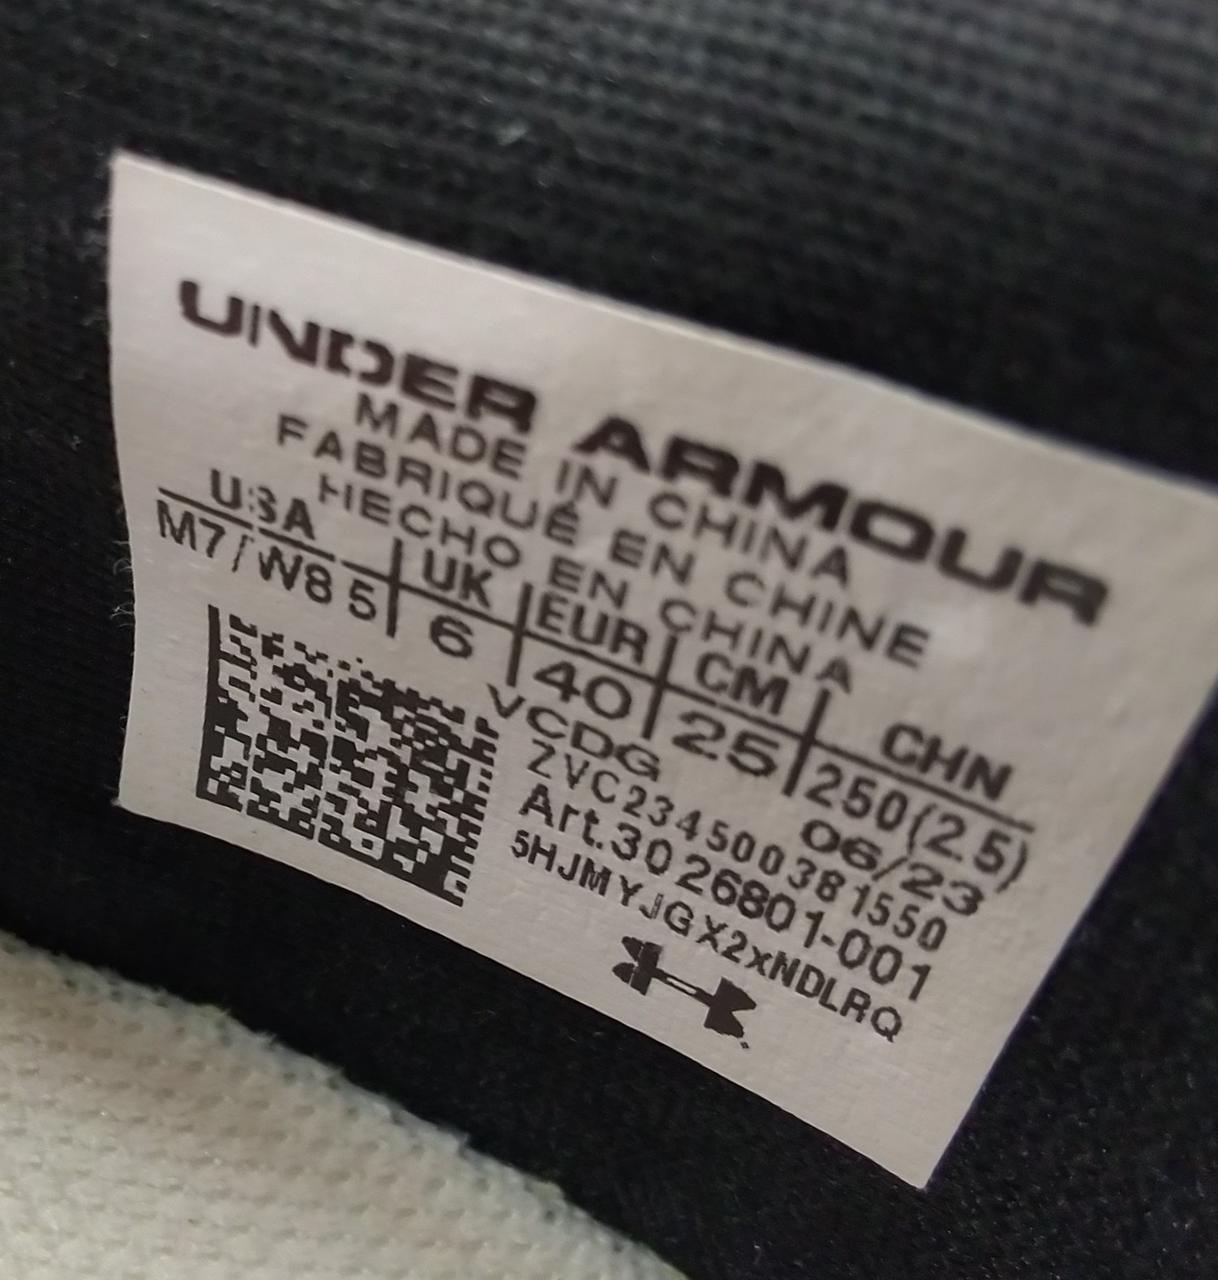 UNDER ARMOUR
MADE IN CHINA
FABRIQUÉ EN CHINE
HECHO EN CHINA
USA UK EUR CM CHN
M7/W8 5 6 40 25 250(2.5)
VCDG 06/23
ZVC234500381550
Art.3026801-001
5HJMYJGX2xNDLRQ